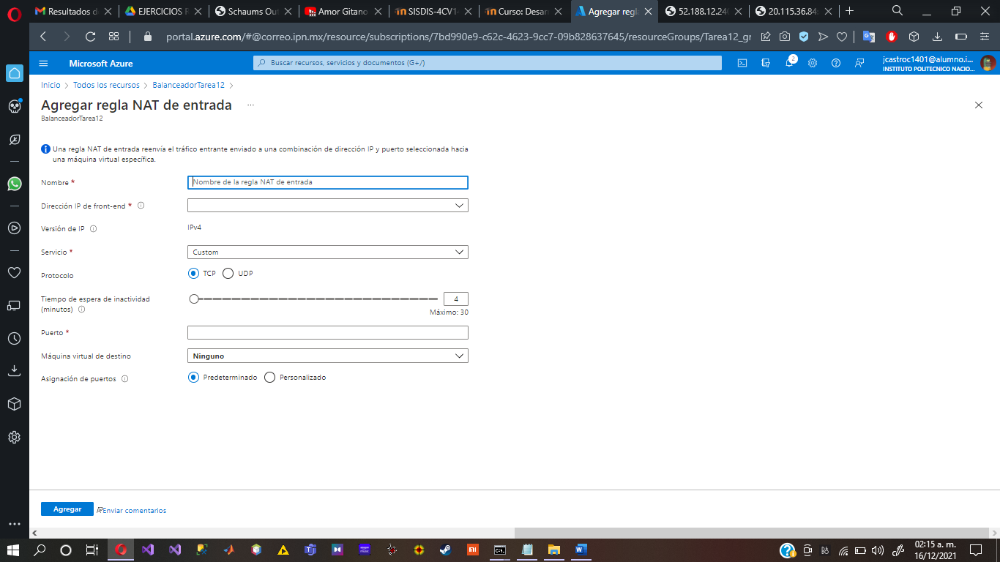 Resultados de
EJERCICIOS R
Schaums Out
Amor Gitano
SISDIS-4CV14
Curso: Desar
Agregar regla
52.188.12.240
20.115.36.84:
portal.azure.com/#@correo.ipn.mx/resource/subscriptions/7bd990e9-c62c-4623-9cc7-09b828637645/resourceGroups/Tarea12_gr
Microsoft Azure
Buscar recursos, servicios y documentos (G+/)
2
jcastroc1401@alumno.i...
INSTITUTO POLITECNICO NACIO...
Inicio > Todos los recursos > BalanceadorTarea12 >
Agregar regla NAT de entrada ...
BalanceadorTarea12
Una regla NAT de entrada reenvía el tráfico entrante enviado a una combinación de dirección IP y puerto seleccionada hacia
una máquina virtual específica.
Nombre *
Nombre de la regla NAT de entrada
Dirección IP de front-end *
Versión de IP
IPv4
Servicio *
Custom
Protocolo
TCP
UDP
Tiempo de espera de inactividad
(minutos)
4
Máximo: 30
Puerto *
Máquina virtual de destino
Ninguno
Asignación de puertos
Predeterminado
Personalizado
Agregar
Enviar comentarios
02:15 a. m.
16/12/2021